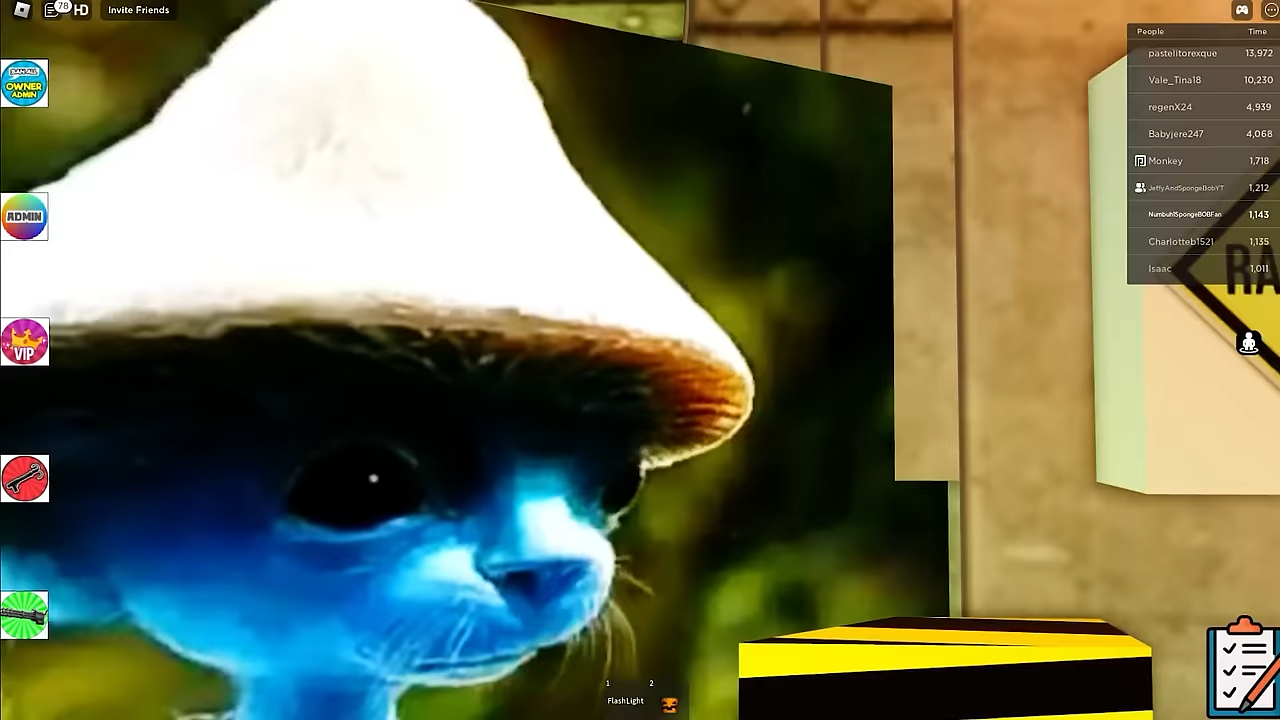 78
HD
Invite Friends
People Time
pastelitorexque 13,972
Vale_Tina18 10,230
regenX24 4,939
Babyjere247 4,068
Monkey 1,718
JeffyAndSpongeBobYT 1,212
Numbuh1SpongeBOBFan 1,143
Charlotteb1521 1,135
Isaac 1,011
OWNER
ADMIN
ADMIN
VIP
RA
1 2
FlashLight